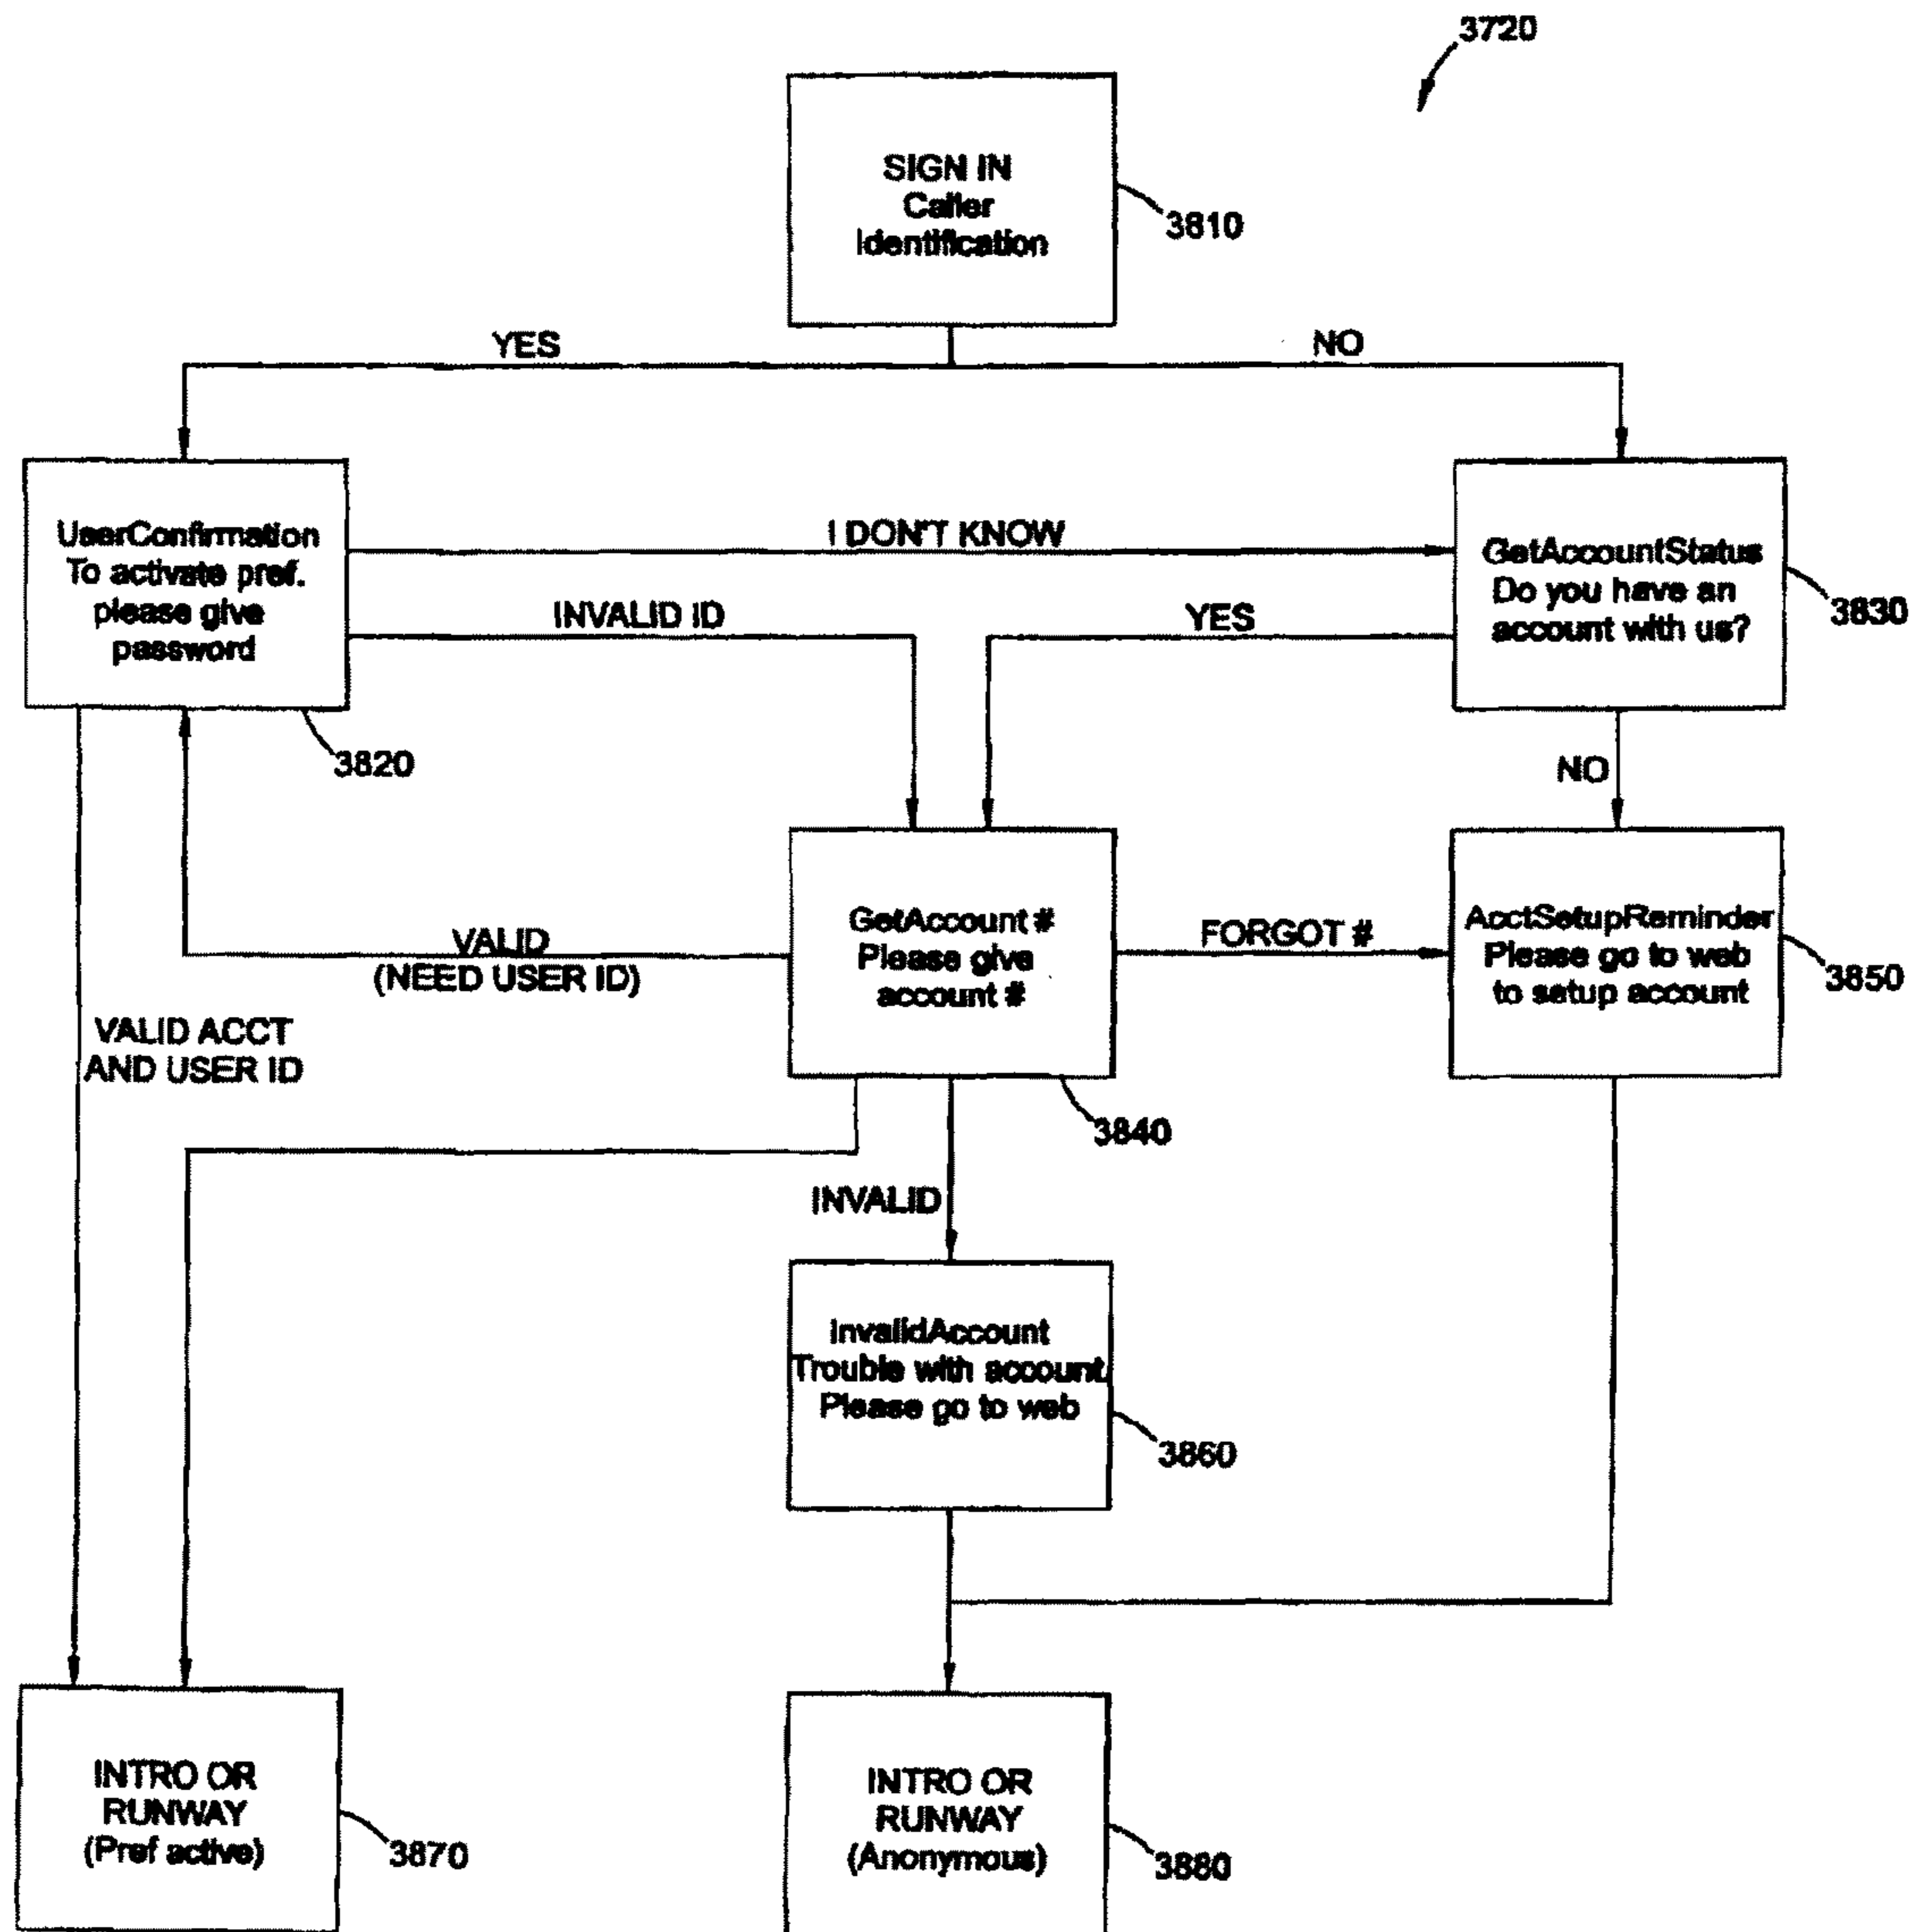 3720
SIGN IN
Caller
Identification
3810
YES
NO
UserConfirmation
To activate pref.
please give
password
3820
I DON'T KNOW
INVALID ID
YES
GetAccountStatus
Do you have an
account with us?
3830
NO
VALID
(NEED USER ID)
GetAccount #
Please give
account #
3840
FORGOT #
AcctSetupReminder
Please go to web
to setup account
3850
VALID ACCT
AND USER ID
INVALID
InvalidAccount
Trouble with account.
Please go to web
3860
INTRO OR
RUNWAY
(Pref active)
3870
INTRO OR
RUNWAY
(Anonymous)
3880